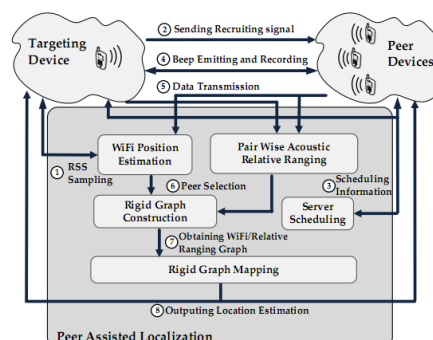 ② Sending Recruiting signal
Targeting
Device
④ Beep Emitting and Recording
Peer
Devices
⑤ Data Transmission
WiFi Position
Estimation
Pair Wise Acoustic
Relative Ranging
① RSS
Sampling
⑥ Peer Selection
③ Scheduling
Information
Rigid Graph
Construction
Server
Scheduling
⑦ Obtaining WiFi/Relative
Ranging Graph
Rigid Graph Mapping
⑧ Outputing Location Estimation
Peer Assisted Localization